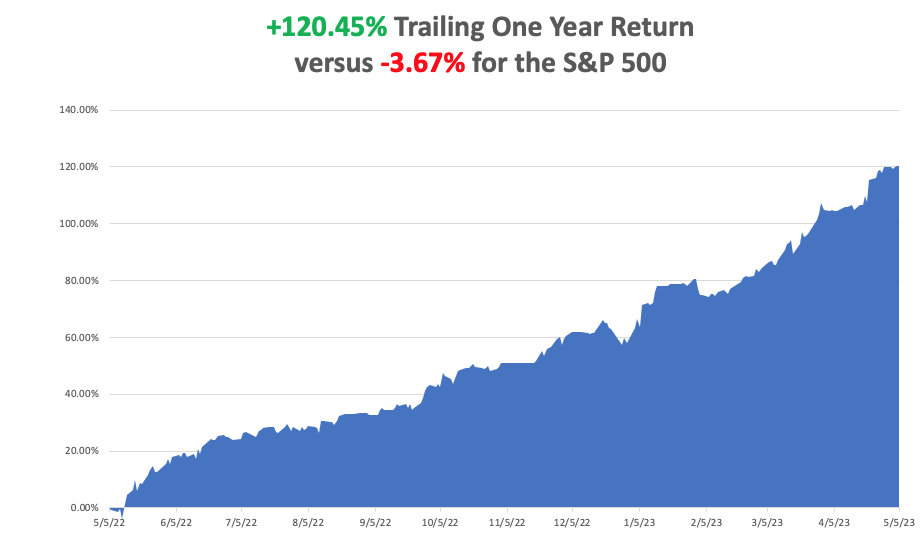 +120.45% Trailing One Year Return
versus -3.67% for the S&P 500
140.00%
120.00%
100.00%
80.00%
60.00%
40.00%
20.00%
0.00%
5/5/22 6/5/22 7/5/22 8/5/22 9/5/22 10/5/22 11/5/22 12/5/22 1/5/23 2/5/23 3/5/23 4/5/23 5/5/23